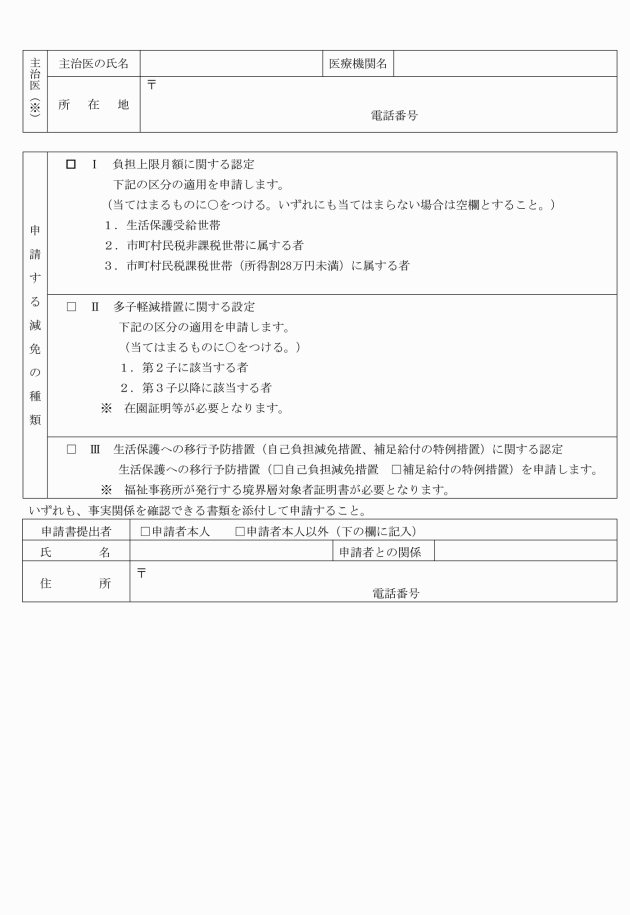 主治医（※）
主治医の氏名
医療機関名
所在地
〒
電話番号
申請する減免の種類
□ Ⅰ 負担上限月額に関する認定
下記の区分の適用を申請します。
（当てはまるものに〇をつける。いずれにも当てはまらない場合は空欄とすること。）
１．生活保護受給世帯
２．市町村民税非課税世帯に属する者
３．市町村民税課税世帯（所得割28万円未満）に属する者
□ Ⅱ 多子軽減措置に関する設定
下記の区分の適用を申請します。
（当てはまるものに〇をつける。）
１．第２子に該当する者
２．第３子以降に該当する者
※ 在園証明等が必要となります。
□ Ⅲ 生活保護への移行予防措置（自己負担減免措置、補足給付の特例措置）に関する認定
生活保護への移行予防措置（□自己負担減免措置 □補足給付の特例措置）を申請します。
※ 福祉事務所が発行する境界層対象者証明書が必要となります。
いずれも、事実関係を確認できる書類を添付して申請すること。
申請書提出者 □申請者本人 □申請者本人以外（下の欄に記入）
氏名
申請者との関係
住所
〒
電話番号